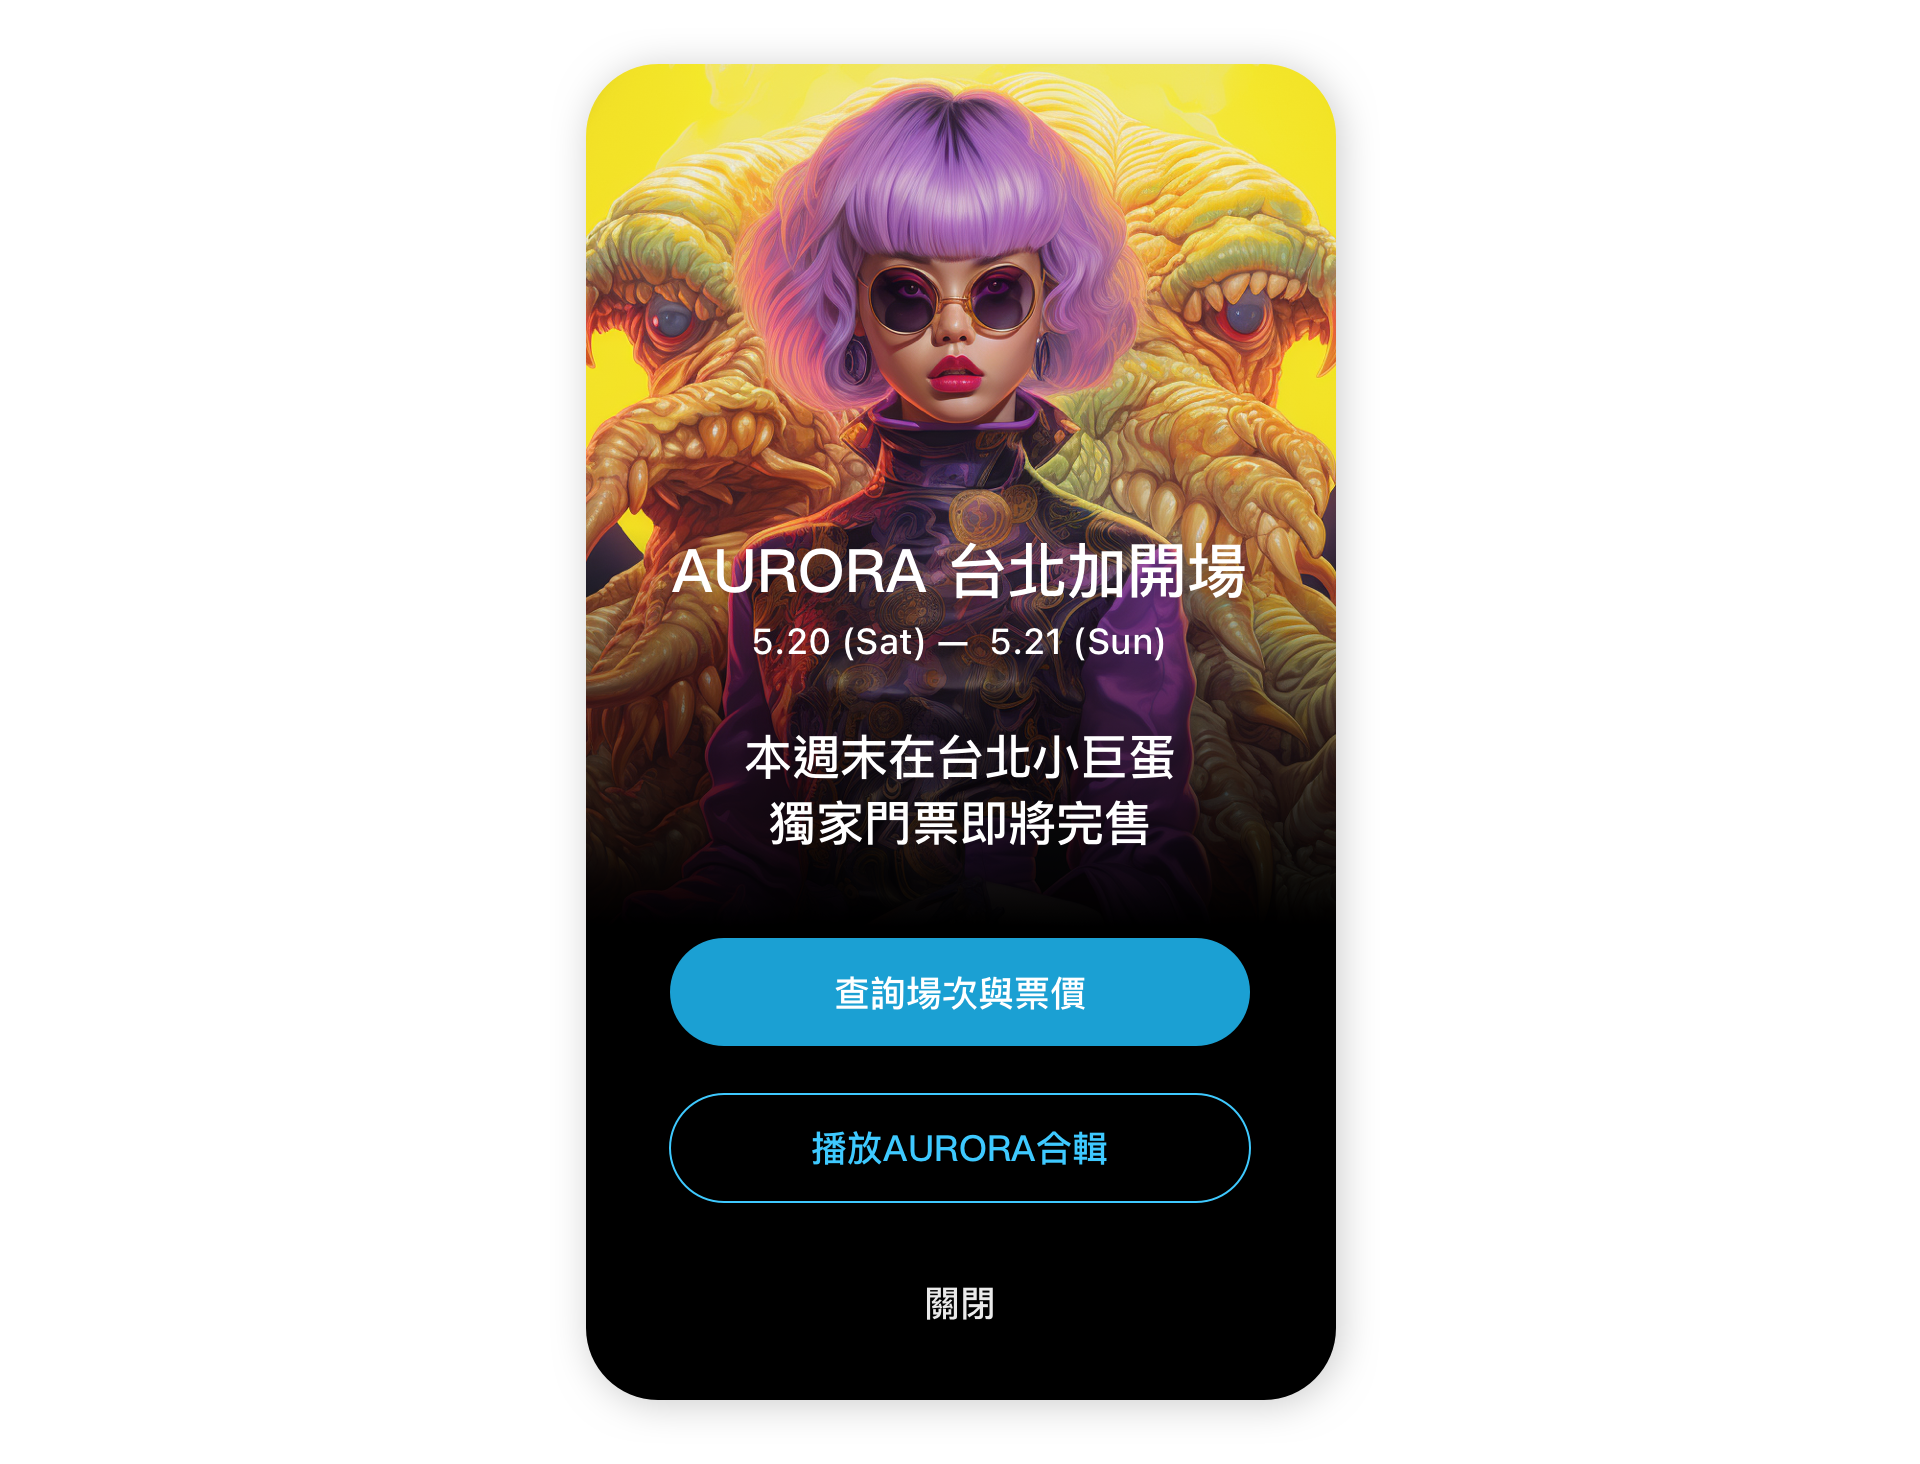 AURORA 台北加開場
5.20 (Sat) — 5.21 (Sun)
本週末在台北小巨蛋
獨家門票即將完售
查詢場次與票價
播放AURORA合輯
關閉